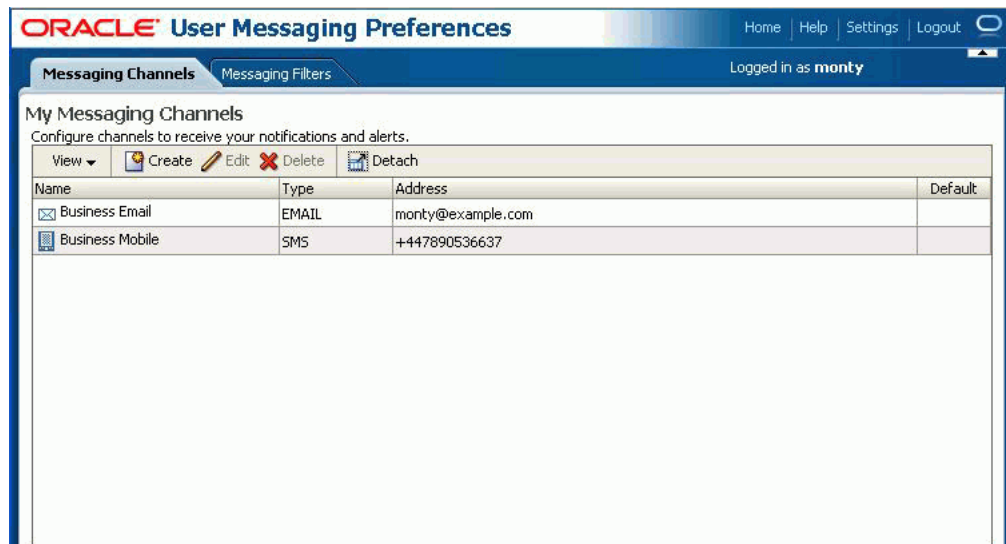 ORACLE User Messaging Preferences
Home Help Settings Logout
Messaging Channels Messaging Filters
Logged in as monty
My Messaging Channels
Configure channels to receive your notifications and alerts.
View Create Edit Delete Detach
Name Type Address Default
Business Email EMAIL monty@example.com
Business Mobile SMS +447890536637